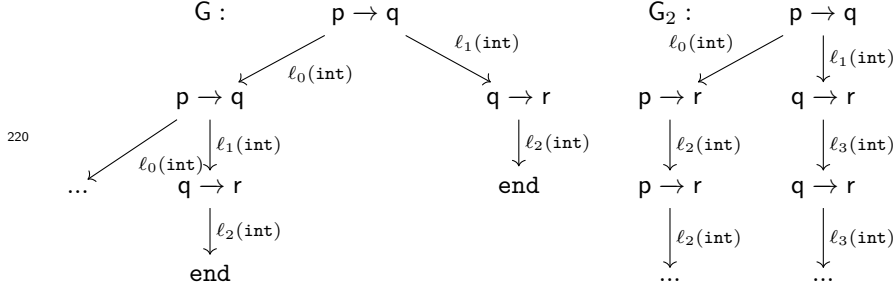 G : p → q G₂ : p → q
ℓ₀(int) ℓ₁(int) ℓ₀(int) ℓ₁(int)
p → q q → r p → r q → r
220
ℓ₀(int) ℓ₁(int) ℓ₂(int) ℓ₂(int) ℓ₃(int)
... q → r end p → r q → r
ℓ₂(int) ℓ₂(int) ℓ₃(int)
end ... ...